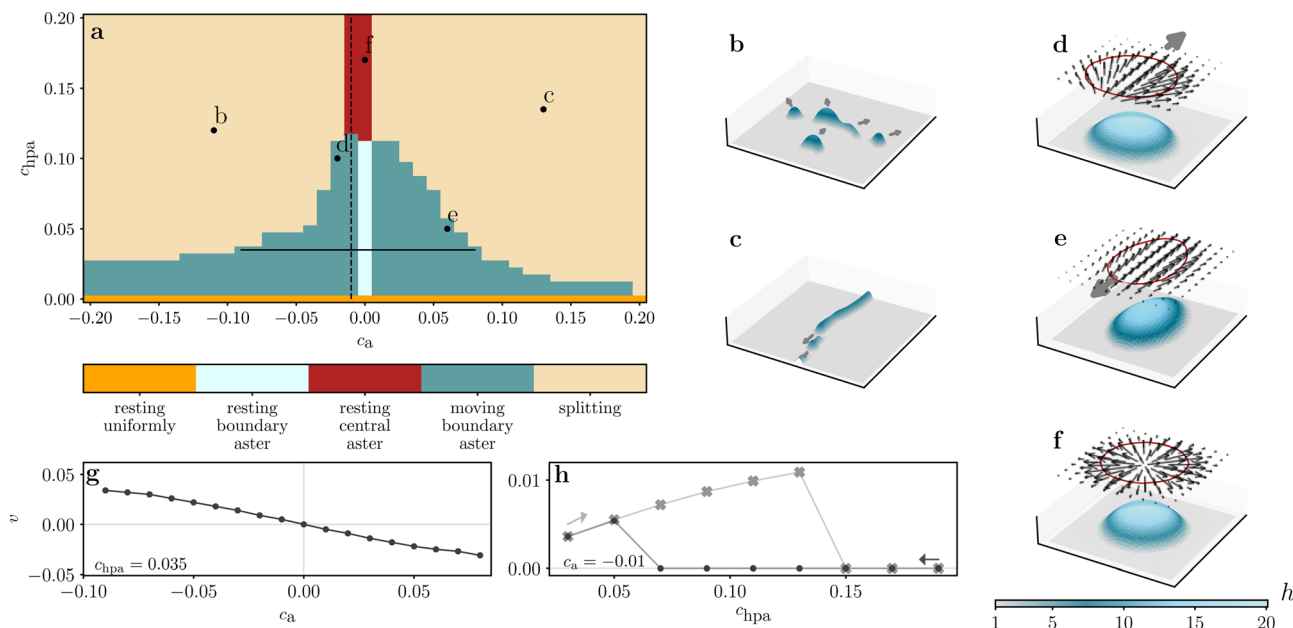 a
0.20
0.15
0.10
0.05
0.00
c_hpa
b
c
d
e
f
−0.20 −0.15 −0.10 −0.05 0.00 0.05 0.10 0.15 0.20
c_a
resting uniformly
resting boundary aster
resting central aster
moving boundary aster
splitting
b
c
d
e
f
g
0.05
0.00
−0.05
v
c_hpa = 0.035
−0.10 −0.05 0.00 0.05
c_a
h
0.01
0.00
c_a = −0.01
0.05 0.10 0.15
c_hpa
h
1 5 10 15 20